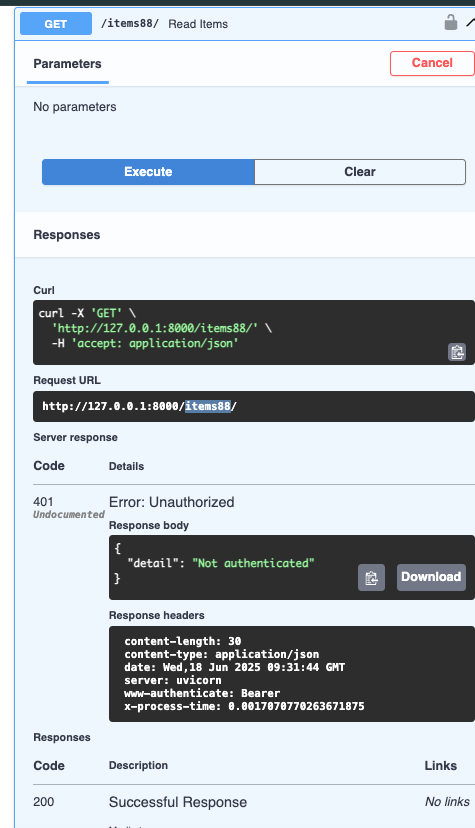 GET /items88/ Read Items
Parameters
Cancel
No parameters
Execute
Clear
Responses
Curl
curl -X 'GET' \
'http://127.0.0.1:8000/items88/' \
-H 'accept: application/json'
Request URL
http://127.0.0.1:8000/items88/
Server response
Code Details
401
Undocumented
Error: Unauthorized
Response body
{
"detail": "Not authenticated"
}
Download
Response headers
content-length: 30
content-type: application/json
date: Wed,18 Jun 2025 09:31:44 GMT
server: uvicorn
www-authenticate: Bearer
x-process-time: 0.0017070770263671875
Responses
Code Description Links
200 Successful Response No links